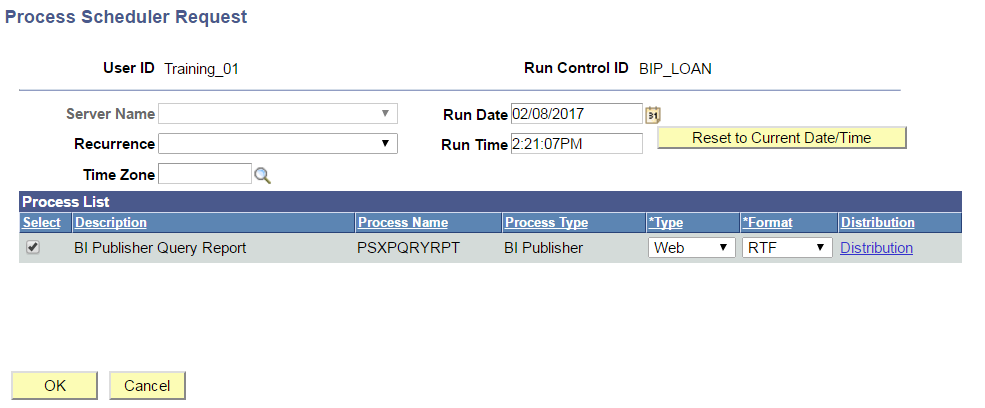 Process Scheduler Request
User ID Training_01 Run Control ID BIP_LOAN
Server Name Run Date 02/08/2017 31
Recurrence Run Time 2:21:07PM Reset to Current Date/Time
Time Zone
Process List
Select Description Process Name Process Type *Type *Format Distribution
BI Publisher Query Report PSXPQRYRPT BI Publisher Web RTF Distribution
OK Cancel